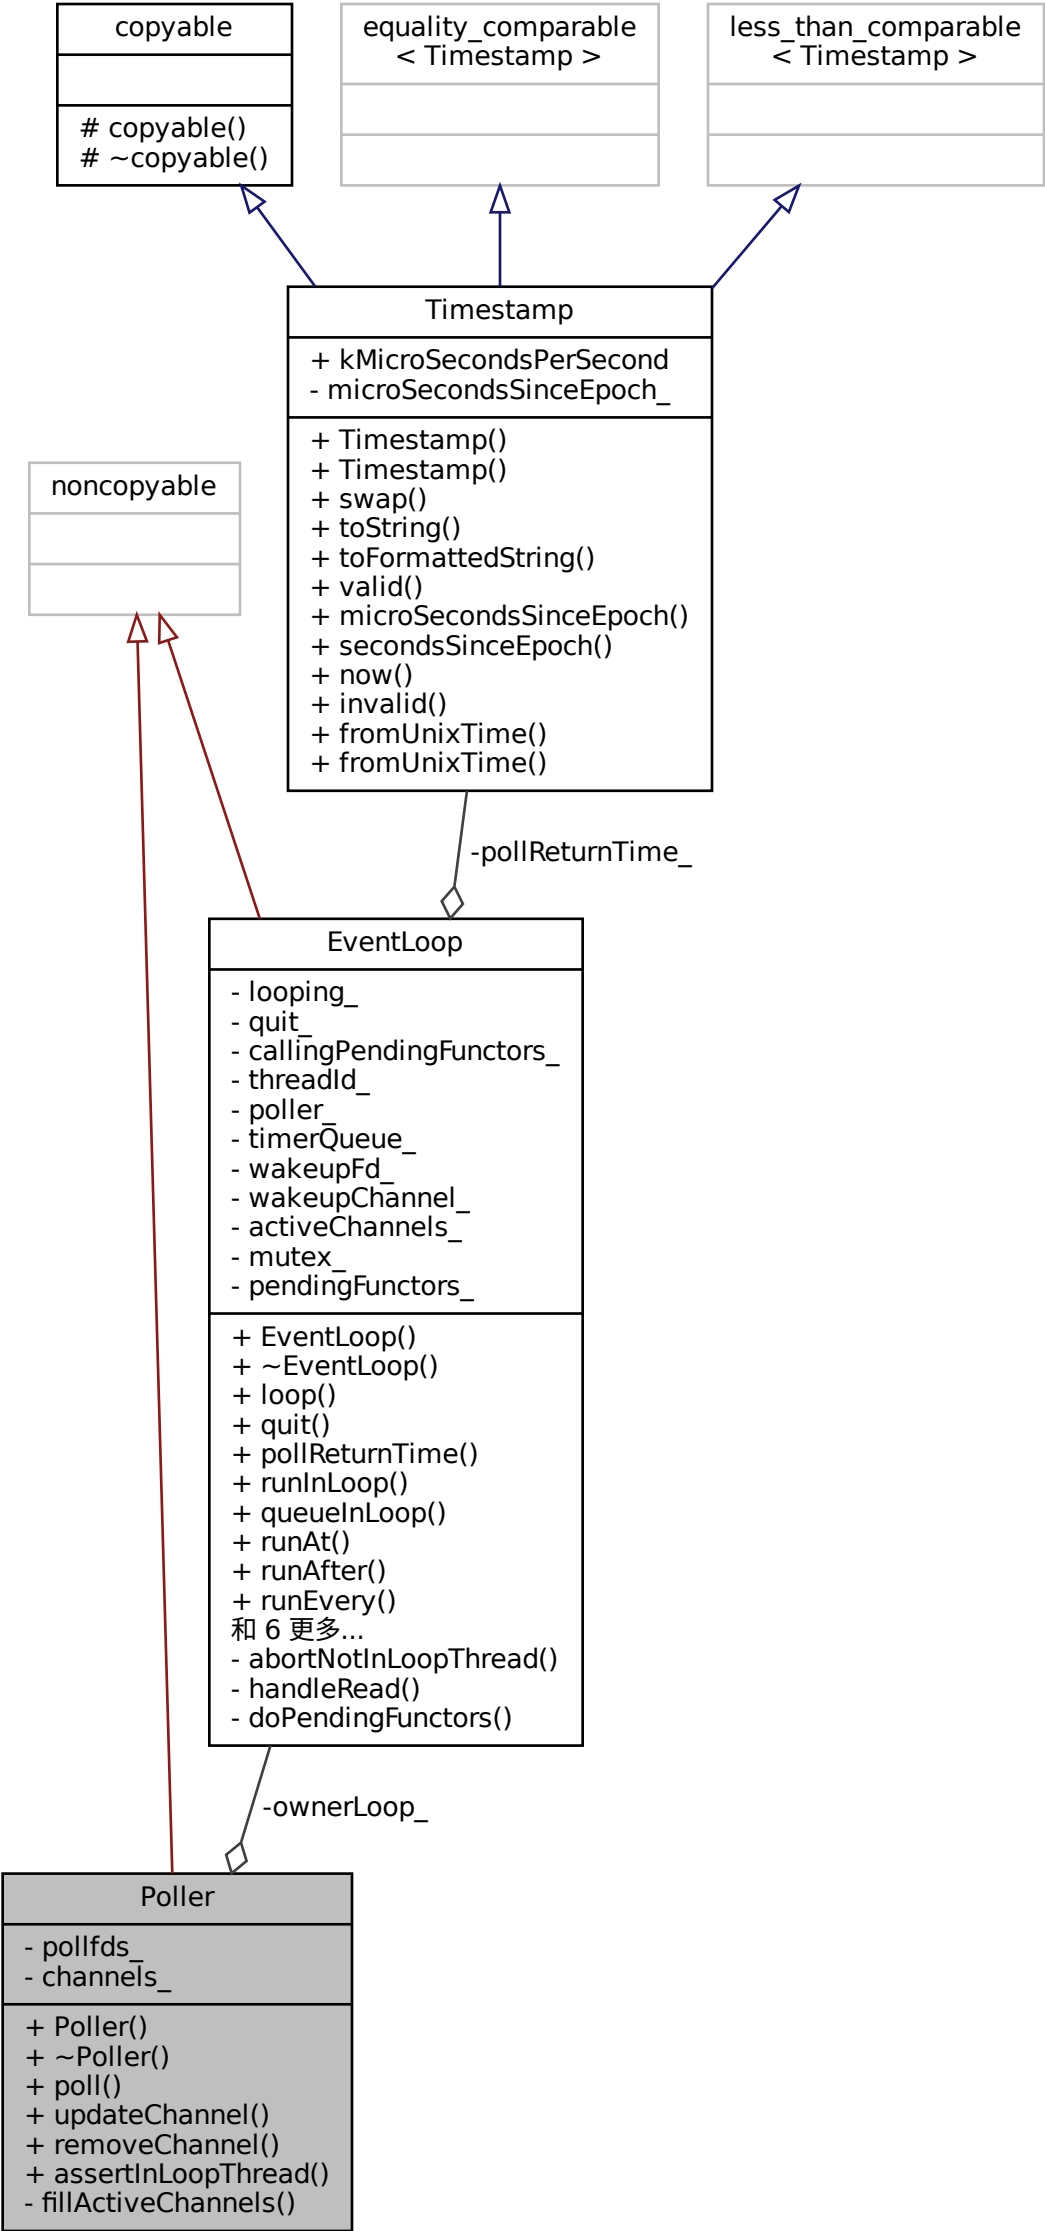 copyable
# copyable()
# ~copyable()
equality_comparable
< Timestamp >
less_than_comparable
< Timestamp >
Timestamp
+ kMicroSecondsPerSecond
- microSecondsSinceEpoch_
+ Timestamp()
+ Timestamp()
+ swap()
+ toString()
+ toFormattedString()
+ valid()
+ microSecondsSinceEpoch()
+ secondsSinceEpoch()
+ now()
+ invalid()
+ fromUnixTime()
+ fromUnixTime()
noncopyable
-pollReturnTime_
EventLoop
- looping_
- quit_
- callingPendingFunctors_
- threadId_
- poller_
- timerQueue_
- wakeupFd_
- wakeupChannel_
- activeChannels_
- mutex_
- pendingFunctors_
+ EventLoop()
+ ~EventLoop()
+ loop()
+ quit()
+ pollReturnTime()
+ runInLoop()
+ queueInLoop()
+ runAt()
+ runAfter()
+ runEvery()
和 6 更多...
- abortNotInLoopThread()
- handleRead()
- doPendingFunctors()
-ownerLoop_
Poller
- pollfds_
- channels_
+ Poller()
+ ~Poller()
+ poll()
+ updateChannel()
+ removeChannel()
+ assertInLoopThread()
- fillActiveChannels()